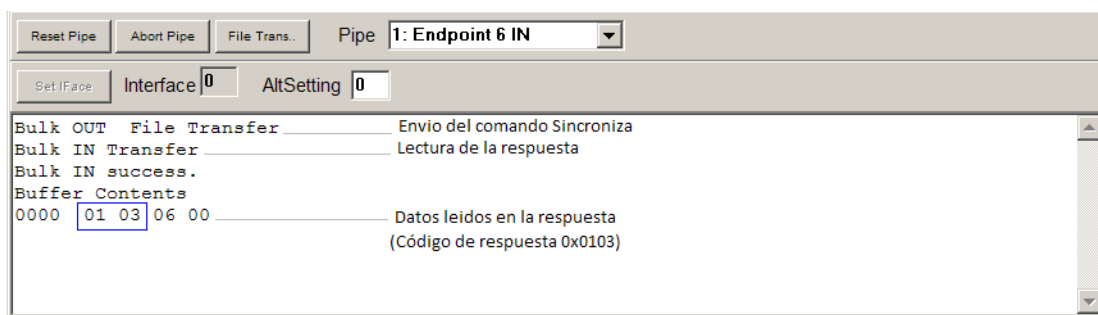 Reset Pipe Abort Pipe File Trans.. Pipe 1: Endpoint 6 IN
Set IFace Interface 0 AltSetting 0
Bulk OUT File Transfer Envio del comando Sincroniza
Bulk IN Transfer Lectura de la respuesta
Bulk IN success.
Buffer Contents
0000 01 03 06 00 Datos leidos en la respuesta
(Código de respuesta 0x0103)